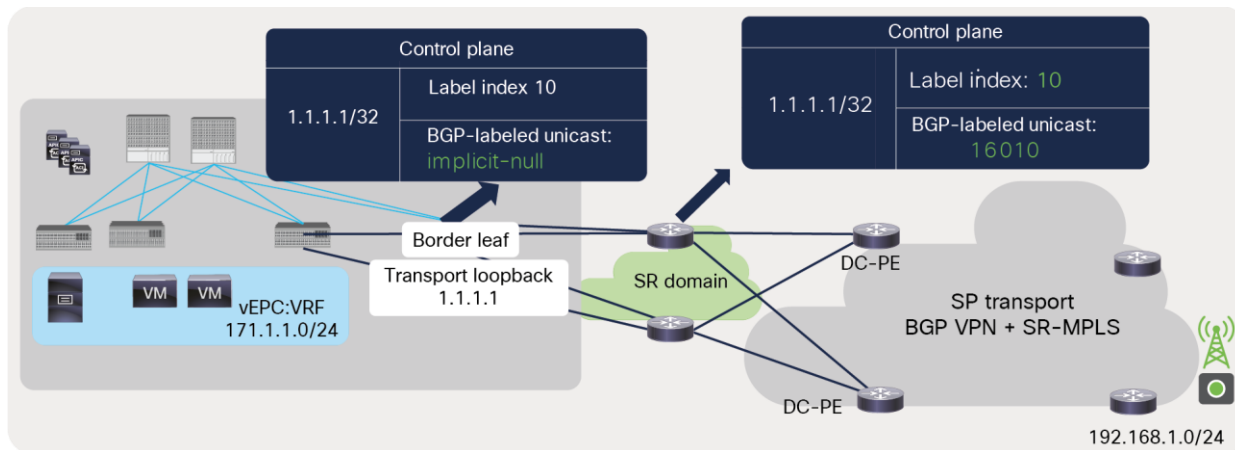 Control plane
1.1.1.1/32
Label index 10
BGP-labeled unicast:
implicit-null
Control plane
1.1.1.1/32
Label index: 10
BGP-labeled unicast:
16010
APIC
Border leaf
Transport loopback
1.1.1.1
SR domain
DC-PE
SP transport
BGP VPN + SR-MPLS
VM
VM
vEPC:VRF
171.1.1.0/24
DC-PE
192.168.1.0/24